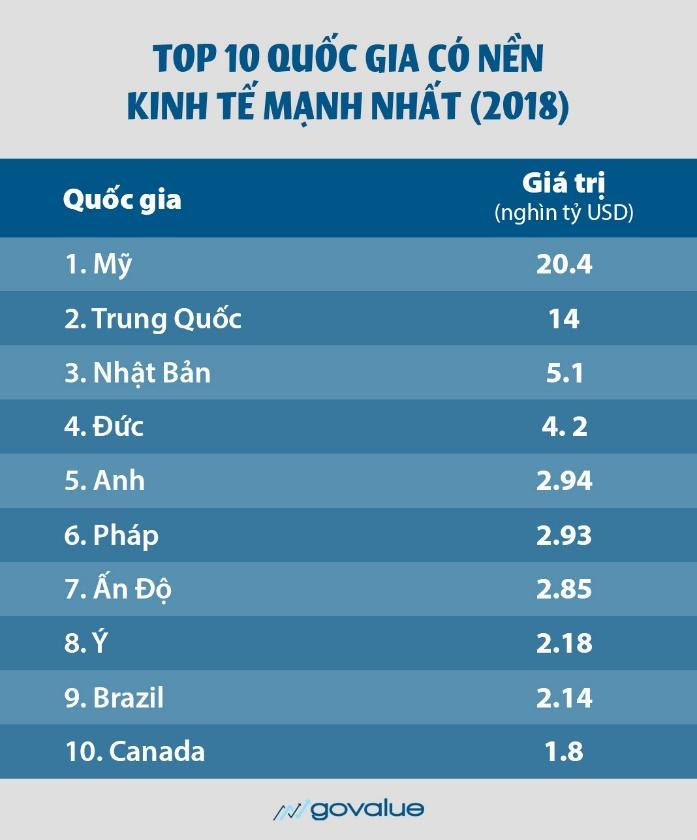 TOP 10 QUỐC GIA CÓ NỀN
KINH TẾ MẠNH NHẤT (2018)
Quốc gia
Giá trị
(nghìn tỷ USD)
1. Mỹ 20.4
2. Trung Quốc 14
3. Nhật Bản 5.1
4. Đức 4. 2
5. Anh 2.94
6. Pháp 2.93
7. Ấn Độ 2.85
8. Ý 2.18
9. Brazil 2.14
10. Canada 1.8
govalue